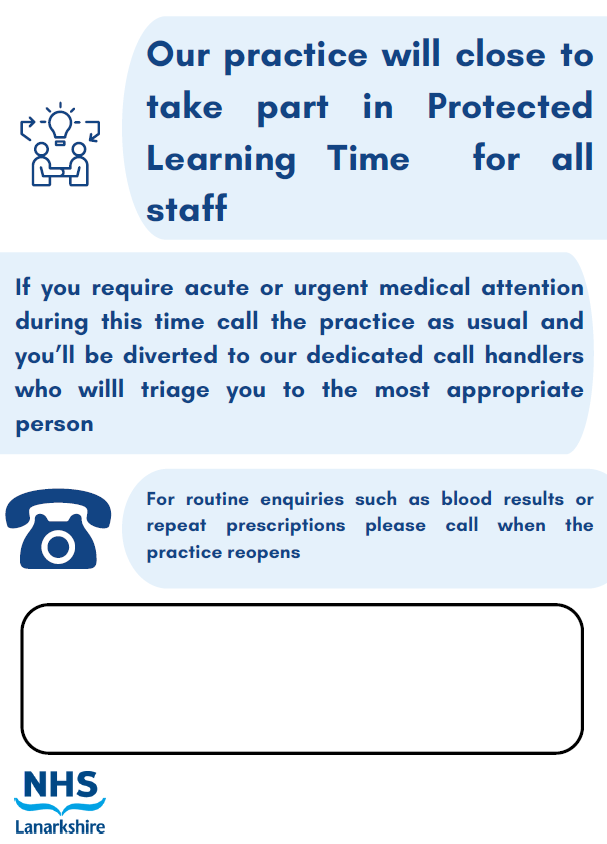 Our practice will close to
take part in Protected
Learning Time for all
staff
If you require acute or urgent medical attention
during this time call the practice as usual and
you’ll be diverted to our dedicated call handlers
who willl triage you to the most appropriate
person
For routine enquiries such as blood results or
repeat prescriptions please call when the
practice reopens
NHS
Lanarkshire